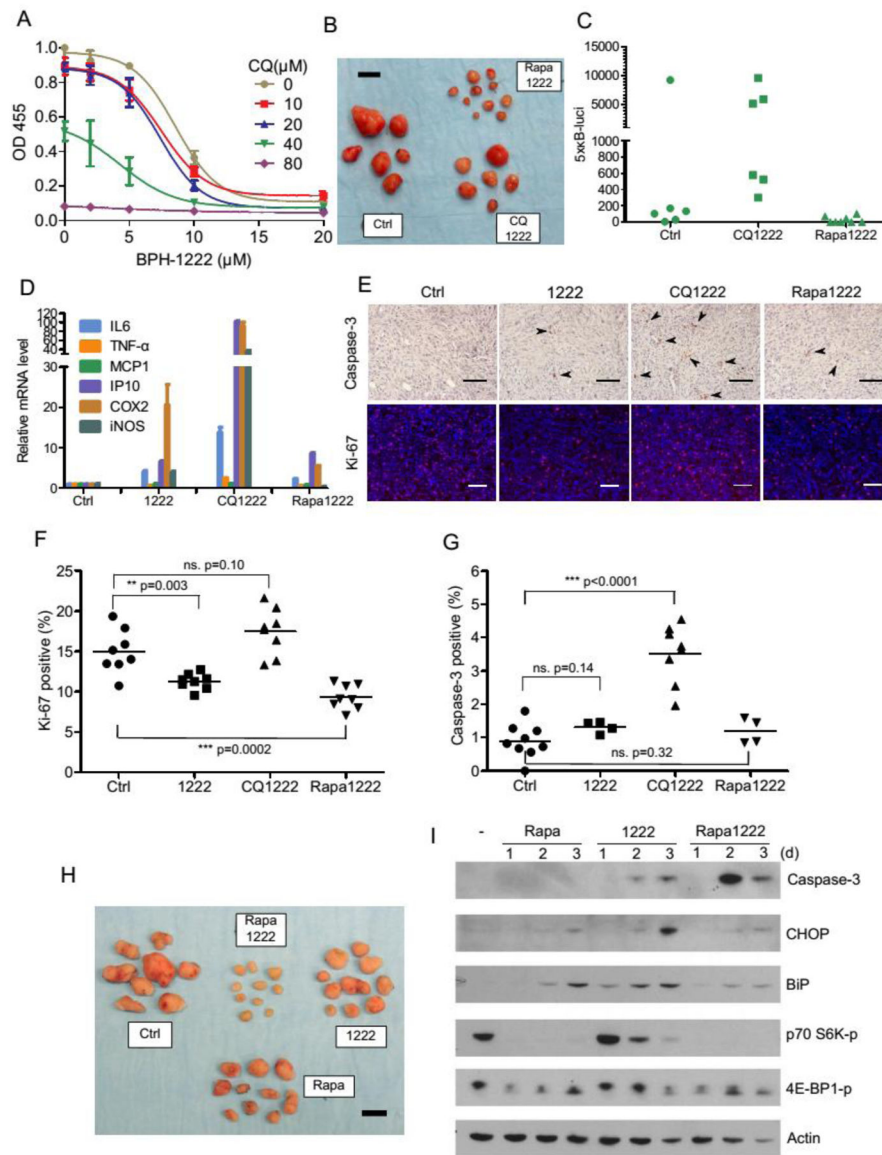 A
OD 455
1.0
0.8
0.6
0.4
0.2
0.0
0
5
10
15
20
BPH-1222 (µM)
CQ(µM)
0
10
20
40
80
B
Rapa
1222
Ctrl
CQ
1222
C
5xκB-luci
15000
10000
5000
1000
800
600
400
200
0
Ctrl
CQ1222
Rapa1222
D
Relative mRNA level
120
100
80
60
40
30
20
10
0
IL6
TNF-α
MCP1
IP10
COX2
iNOS
Ctrl
1222
CQ1222
Rapa1222
E
Ctrl
1222
CQ1222
Rapa1222
Caspase-3
Ki-67
F
Ki-67 positive (%)
25
20
15
10
5
0
ns. p=0.10
** p=0.003
*** p=0.0002
Ctrl
1222
CQ1222
Rapa1222
G
Caspase-3 positive (%)
6
5
4
3
2
1
0
*** p<0.0001
ns. p=0.14
ns. p=0.32
Ctrl
1222
CQ1222
Rapa1222
H
Rapa
1222
Ctrl
1222
Rapa
I
- Rapa 1222 Rapa1222
1 2 3 1 2 3 1 2 3 (d)
Caspase-3
CHOP
BiP
p70 S6K-p
4E-BP1-p
Actin